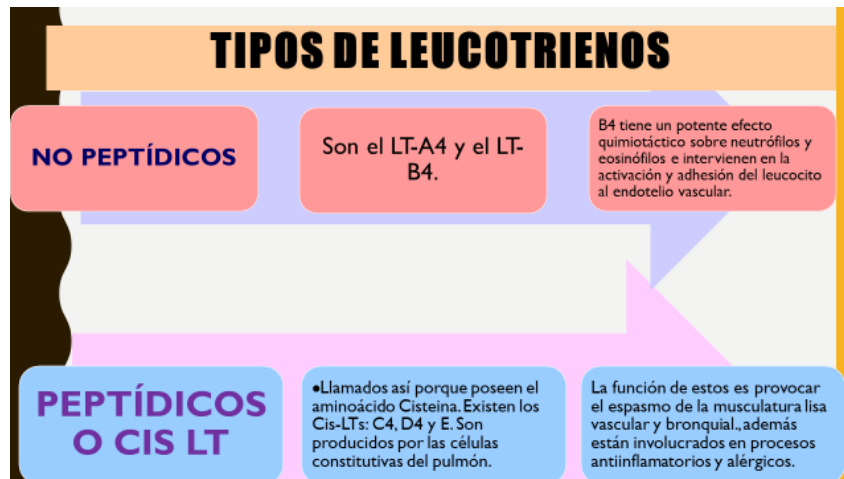 TIPOS DE LEUCOTRIENOS
NO PEPTÍDICOS
Son el LT-A4 y el LT-
B4.
B4 tiene un potente efecto
quimiotáctico sobre neutrófilos y
eosinófilos e intervienen en la
activación y adhesión del leucocito
al endotelio vascular.
PEPTÍDICOS
O CIS LT
•Llamados así porque poseen el
aminoácido Cisteina. Existen los
Cis-LTs: C4, D4 y E. Son
producidos por las células
constitutivas del pulmón.
La función de estos es provocar
el espasmo de la musculatura lisa
vascular y bronquial., además
están involucrados en procesos
antiinflamatorios y alérgicos.